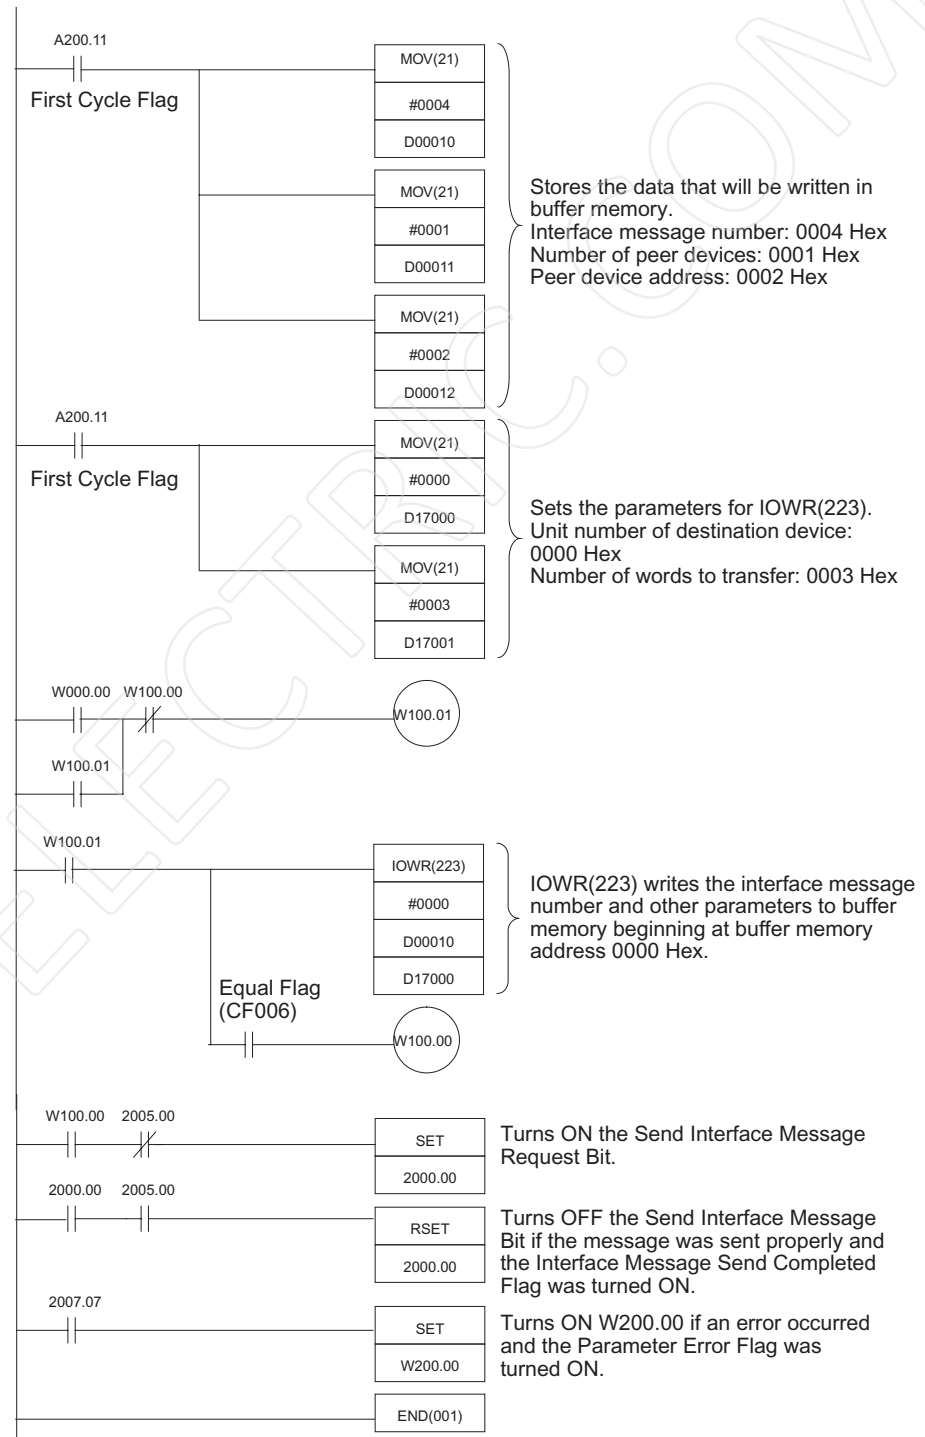 A200.11
First Cycle Flag
MOV(21)
#0004
D00010
MOV(21)
#0001
D00011
MOV(21)
#0002
D00012
Stores the data that will be written in
buffer memory.
Interface message number: 0004 Hex
Number of peer devices: 0001 Hex
Peer device address: 0002 Hex
A200.11
First Cycle Flag
MOV(21)
#0000
D17000
MOV(21)
#0003
D17001
Sets the parameters for IOWR(223).
Unit number of destination device:
0000 Hex
Number of words to transfer: 0003 Hex
W000.00 W100.00
W100.01
W100.01
W100.01
IOWR(223)
#0000
D00010
D17000
IOWR(223) writes the interface message
number and other parameters to buffer
memory beginning at buffer memory
address 0000 Hex.
Equal Flag
(CF006)
W100.00
W100.00 2005.00
SET
2000.00
Turns ON the Send Interface Message
Request Bit.
2000.00 2005.00
RSET
2000.00
Turns OFF the Send Interface Message
Bit if the message was sent properly and
the Interface Message Send Completed
Flag was turned ON.
2007.07
SET
W200.00
Turns ON W200.00 if an error occurred
and the Parameter Error Flag was
turned ON.
END(001)
ELECTRIC.COM